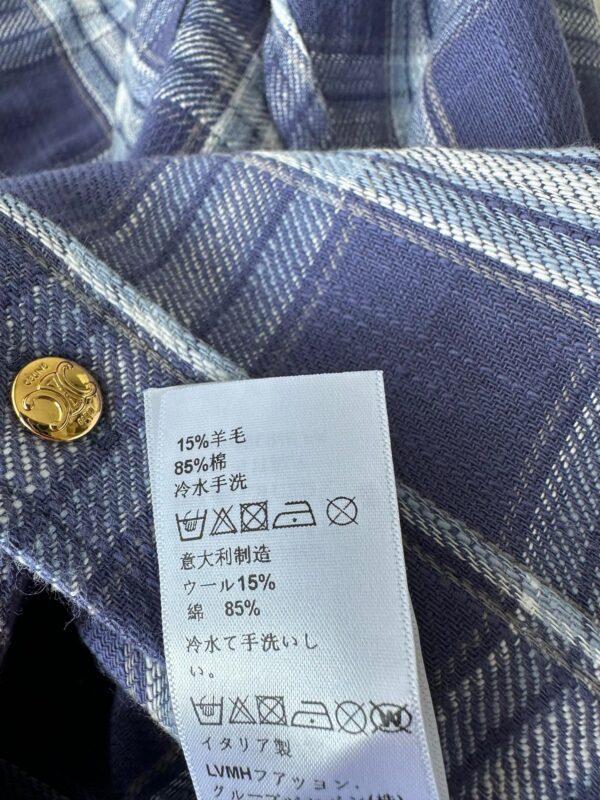 CELINE
15%羊毛
85%棉
冷水手洗
意大利制造
ウール15%
綿 85%
冷水て手洗いし
い。
イタリア製
LVMHファアッョン・